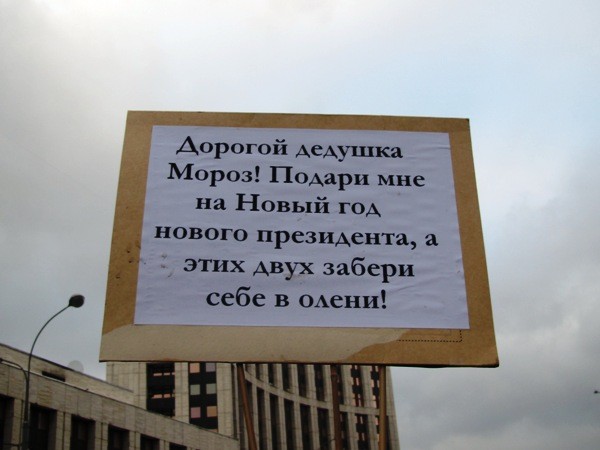 Дорогой дедушка
Мороз! Подари мне
на Новый год
нового президента, а
этих двух забери
себе в олени!